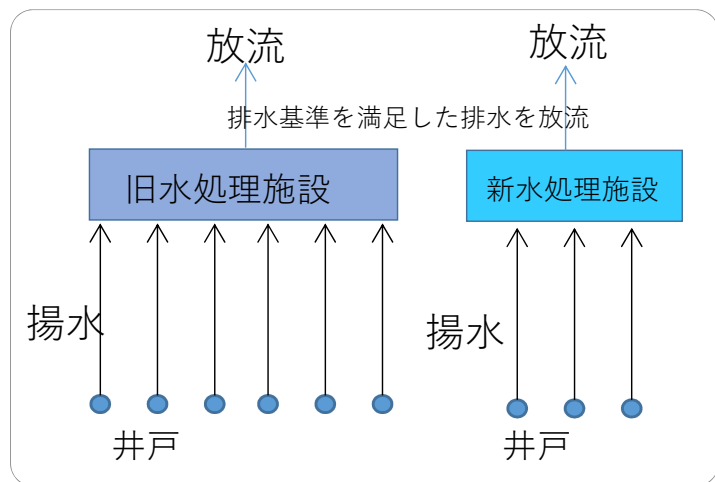 放流
放流
排水基準を満足した排水を放流
旧水処理施設
新水処理施設
揚水
揚水
井戸
井戸